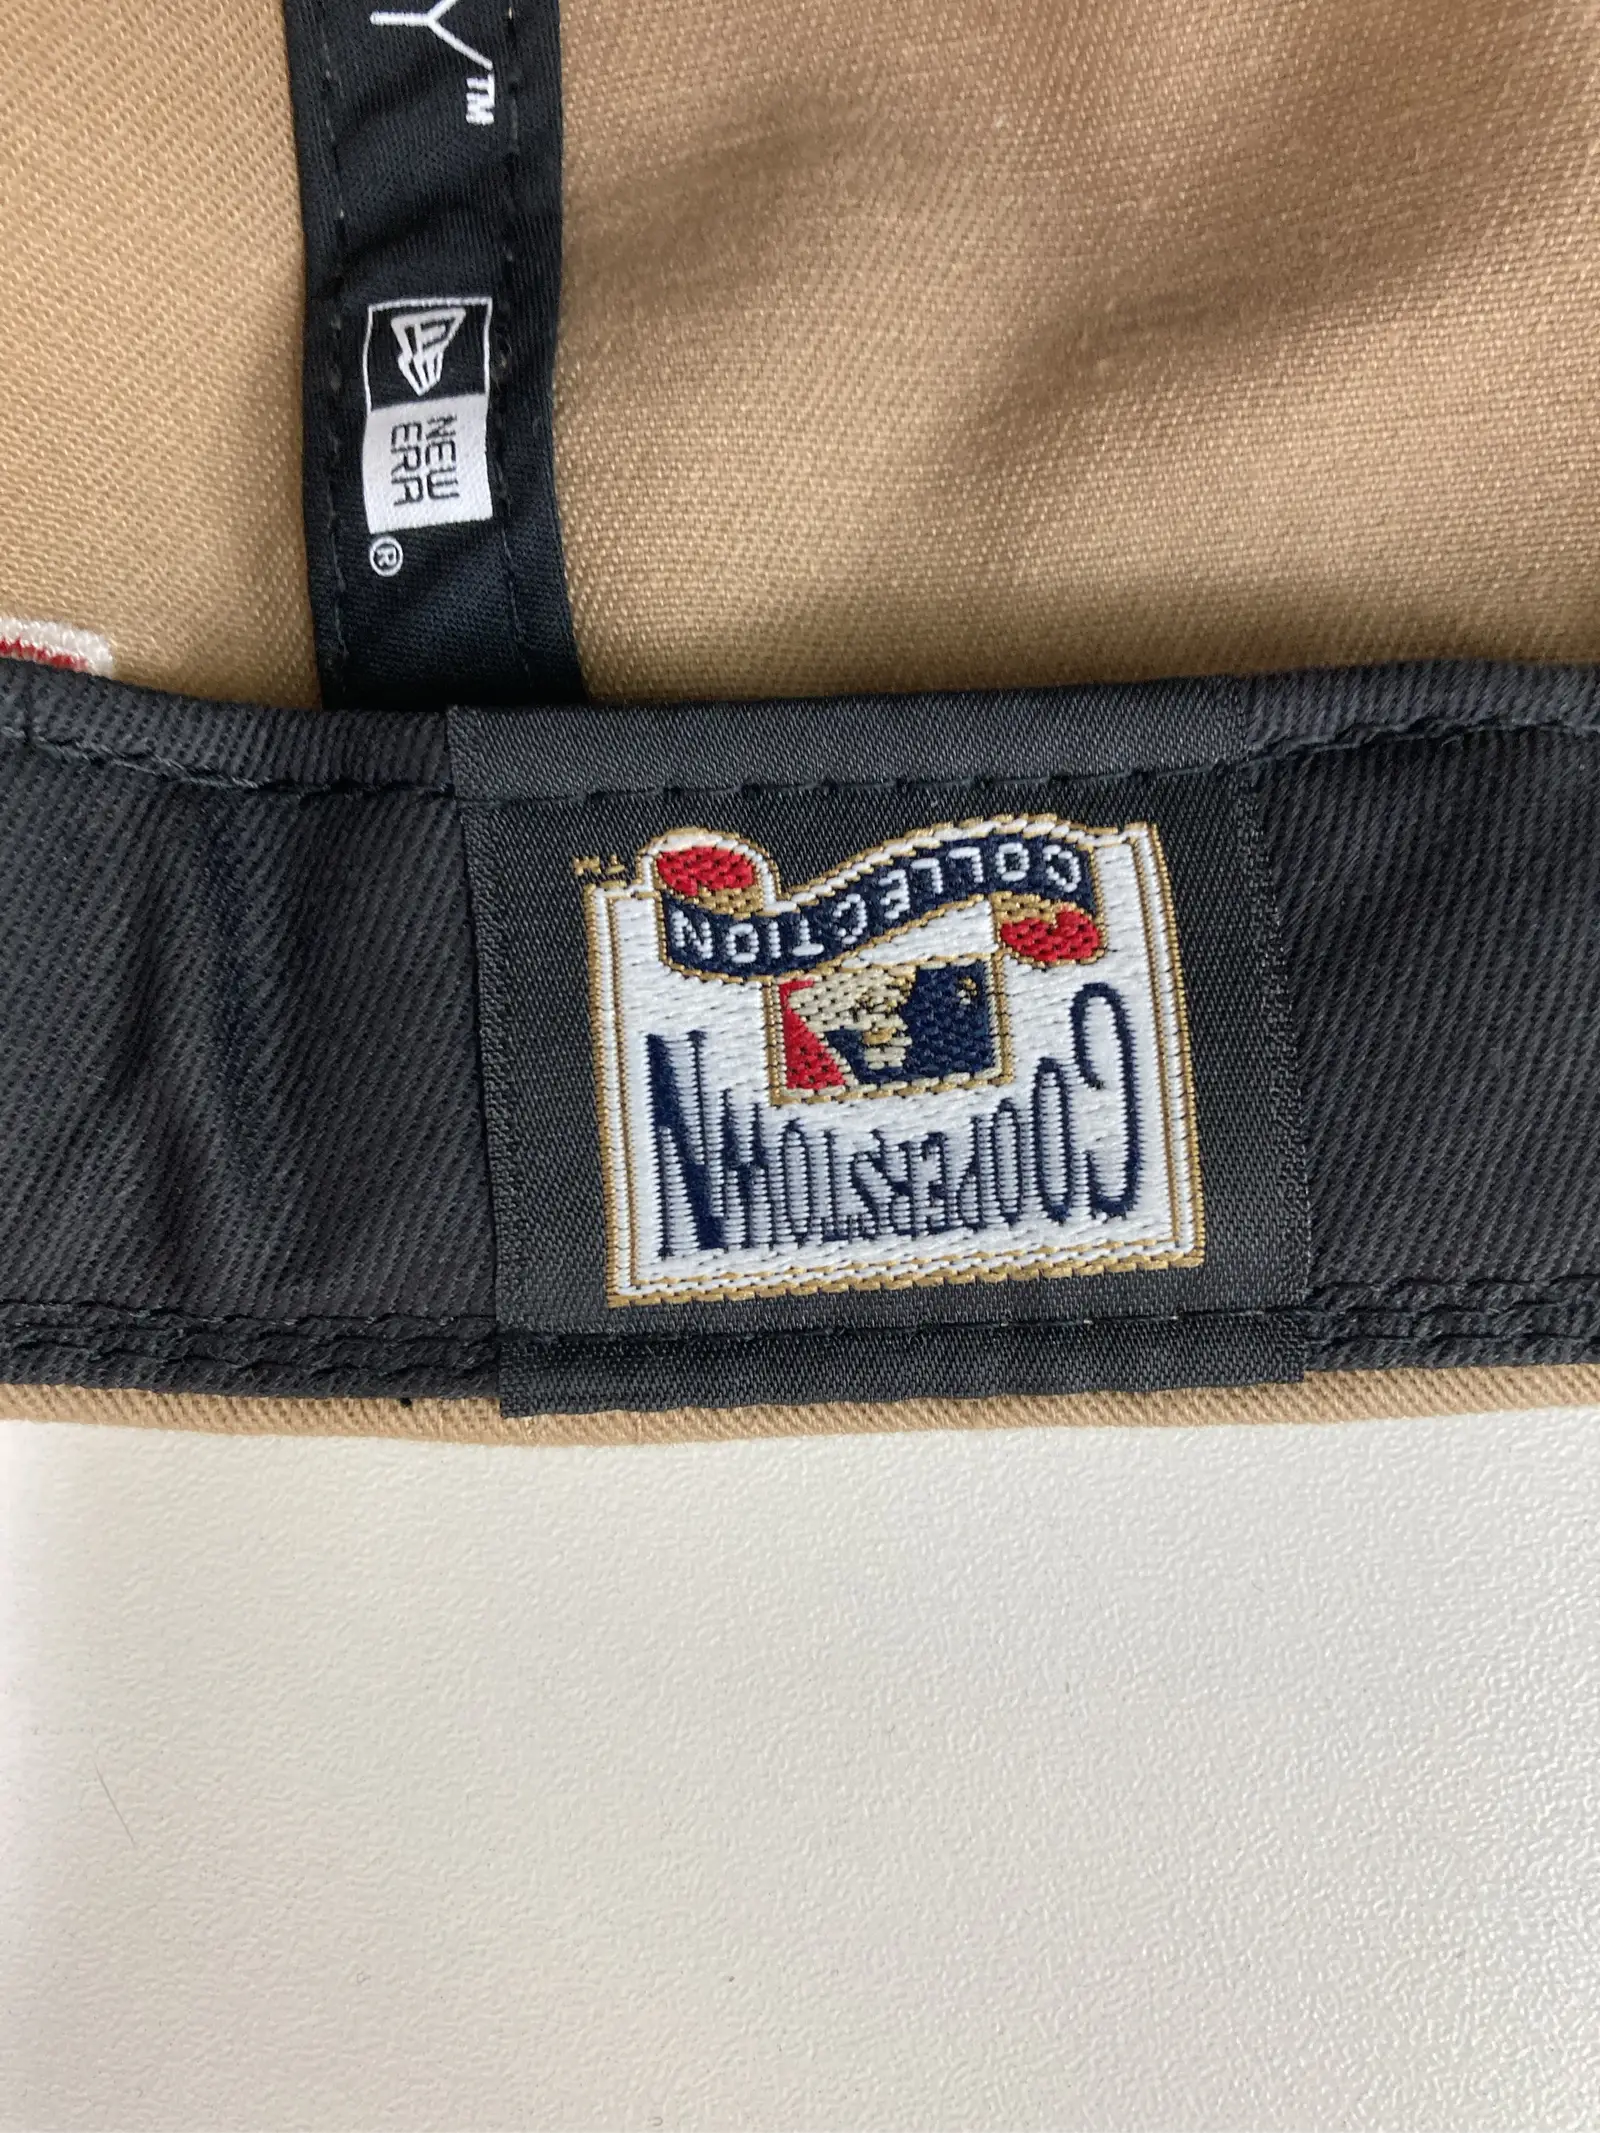 Y™
NEW
ERA
®
COOPERSTOWN
COLLECTION
TM